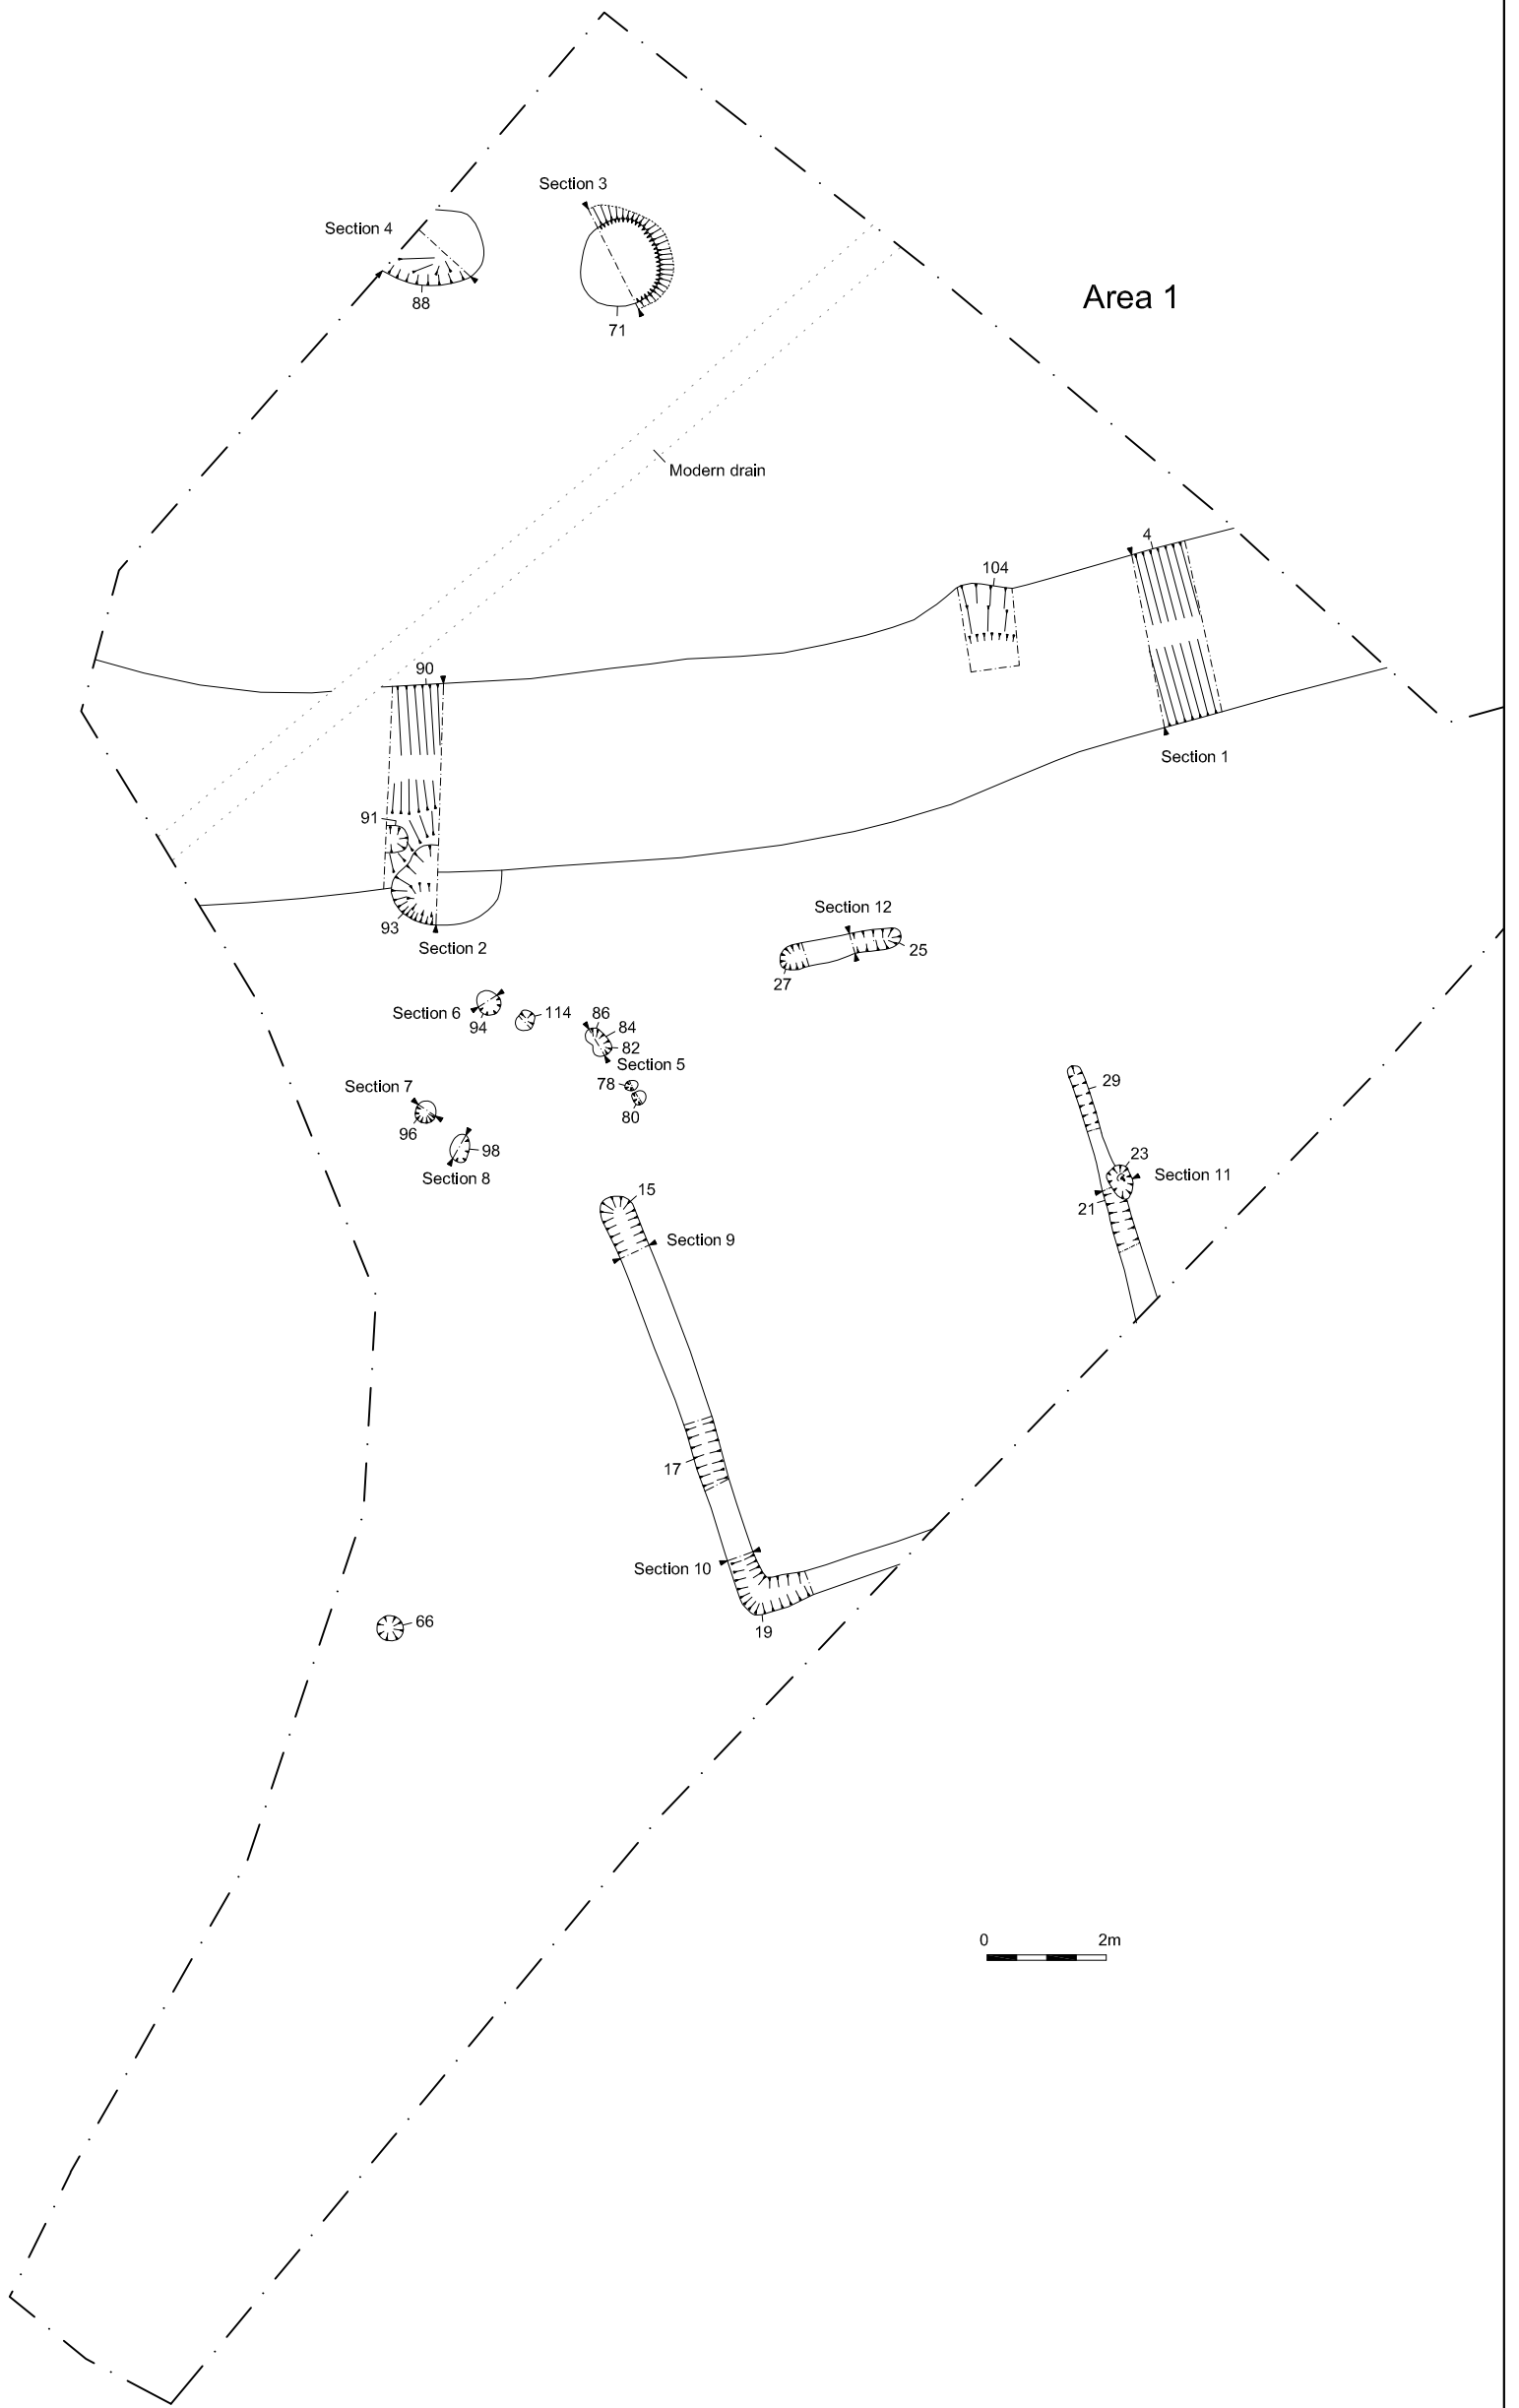 Section 3
Section 4
88
71
Area 1
Modern drain
4
104
90
Section 1
91
93
Section 2
Section 12
25
27
Section 6
94
114
86
84
82
Section 5
78
80
Section 7
96
98
Section 8
29
23
Section 11
21
15
Section 9
17
Section 10
19
66
0 2m